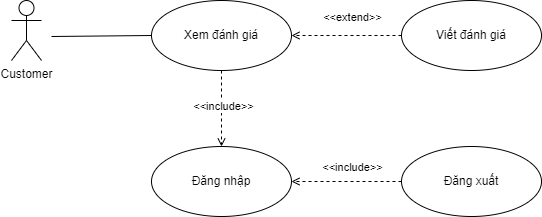 <<extend>>
Xem đánh giá
Viết đánh giá
Customer
<<include>>
Đăng nhập
<<include>>
Đăng xuất